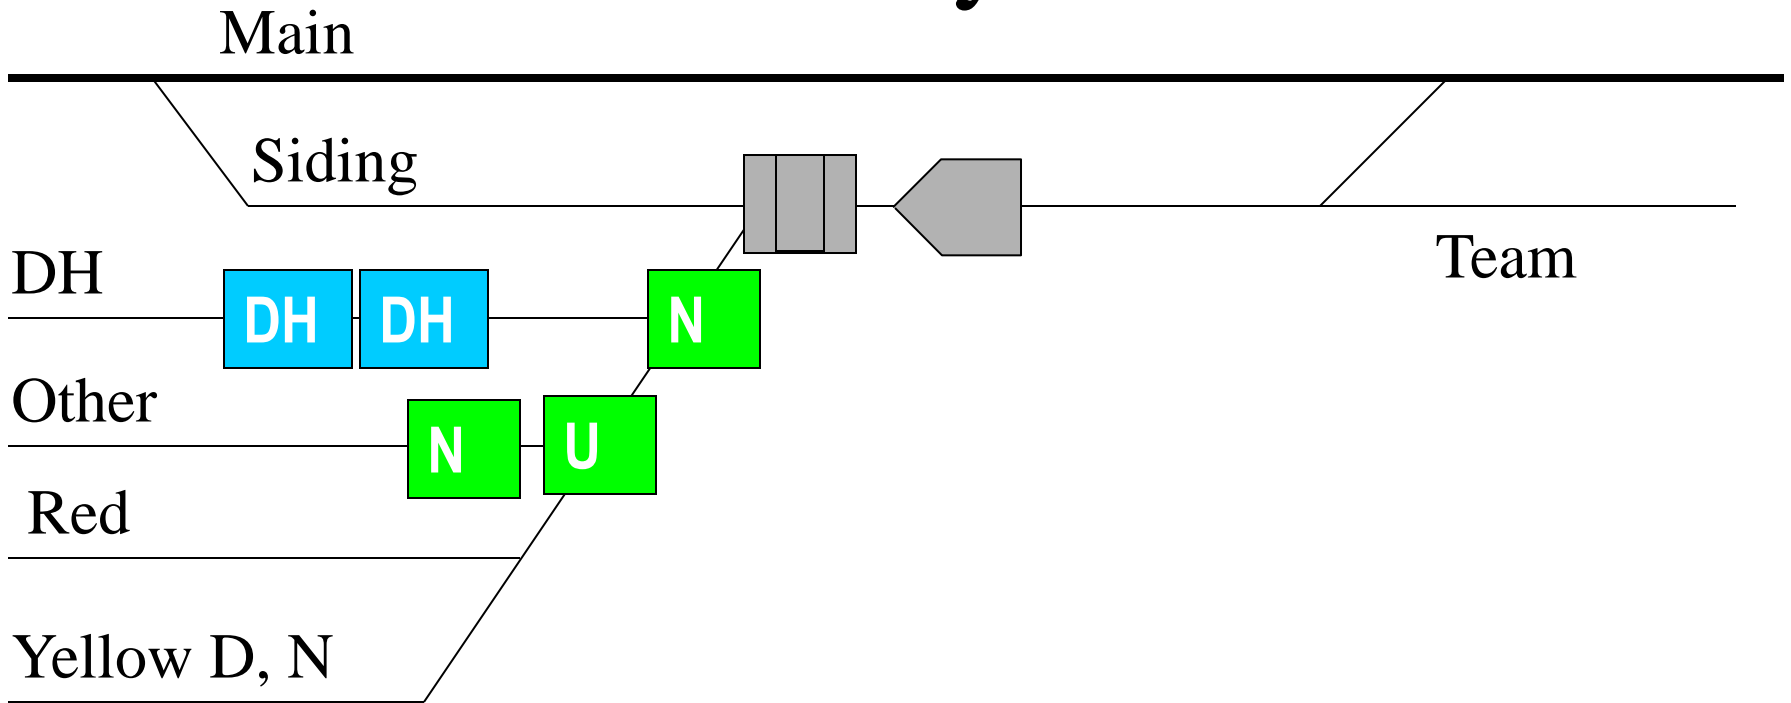 Main
Siding
Team
DH
DH DH N
Other
N U
Red
Yellow D, N